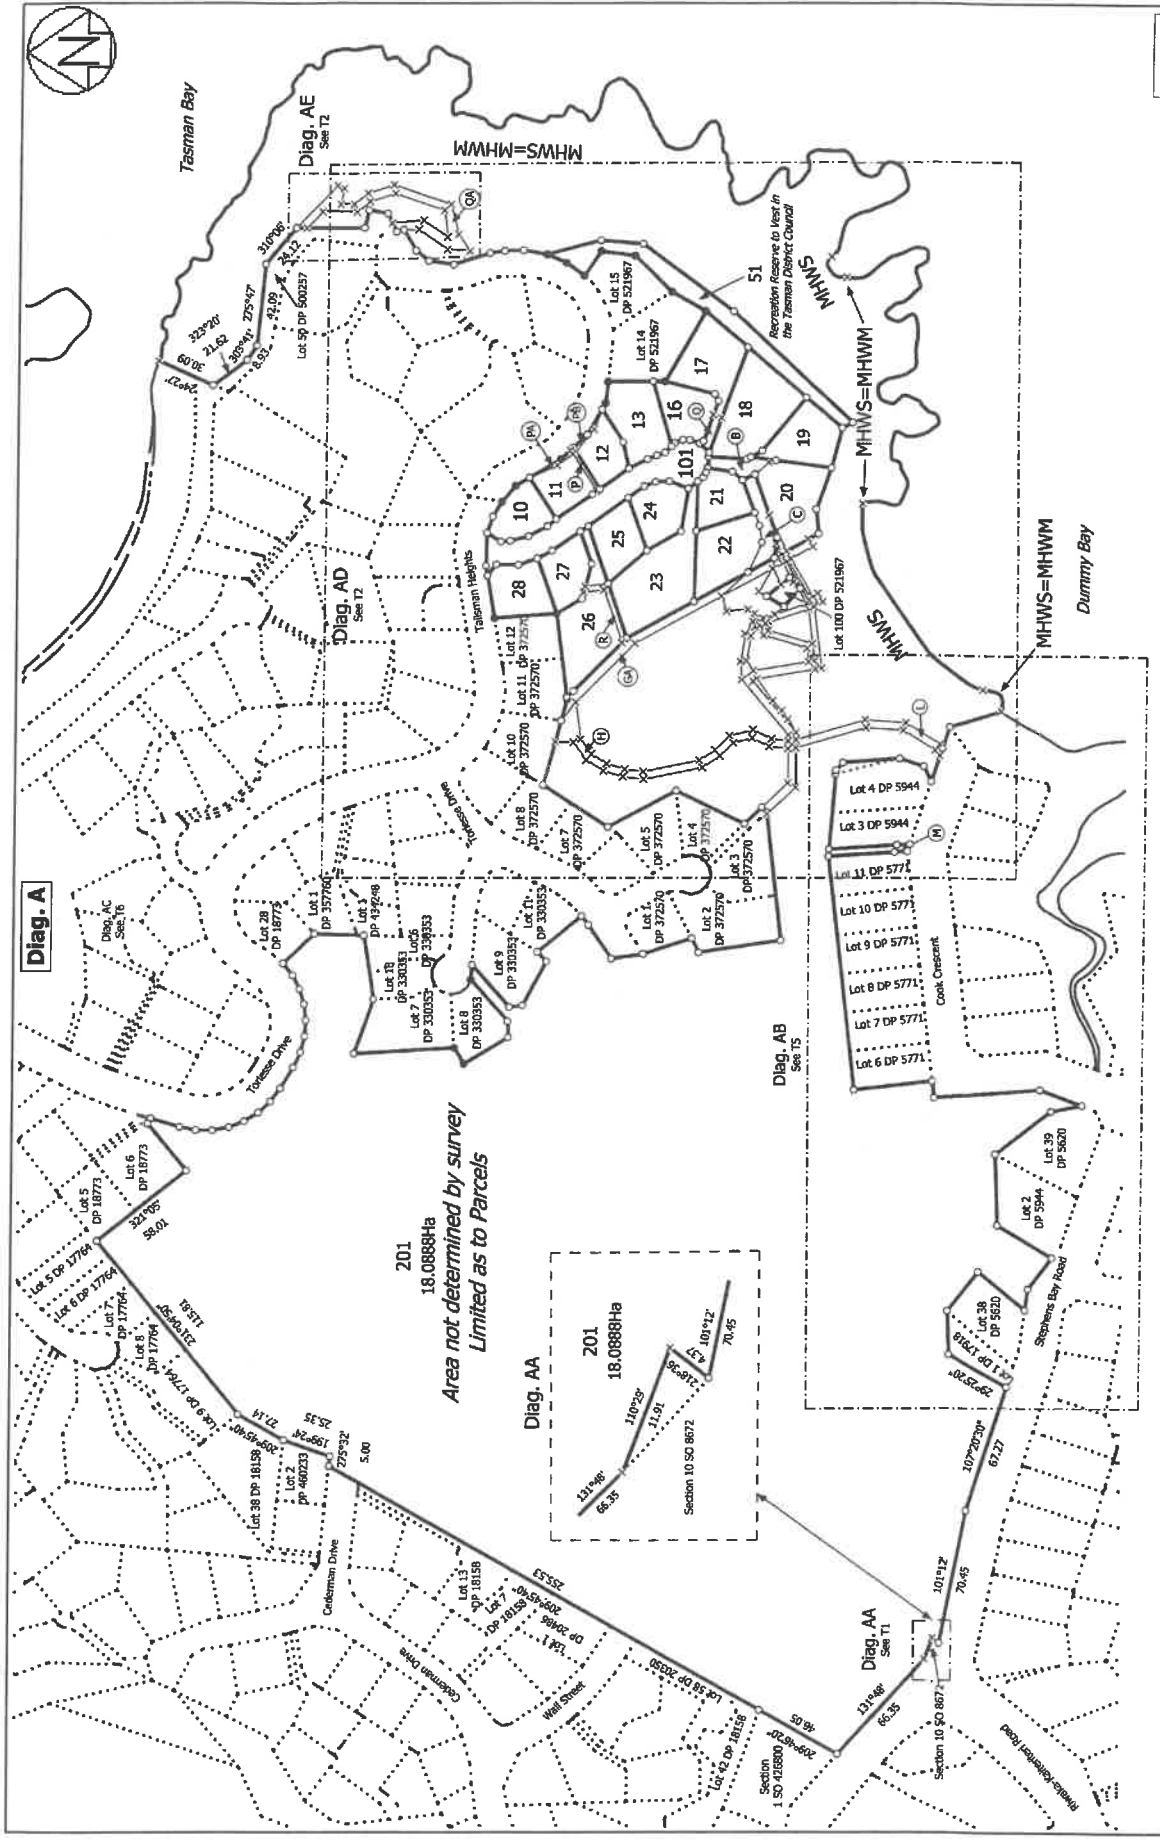 Diag. A
N
Tasman Bay
Diag. AE
See T2
MHWS=MHWM
QA
310°06'
24.12
275°47'
42.09
Lot 50 DP 500257
303°41'
8.93
323°20'
21.62
30.09
24°27'
Diag. AD
See T2
Talisman Heights
Lot 15
DP 521967
Lot 14
DP 521967
51
Recreation Reserve to Vest in
the Tasman District Council
MHWS
MHWS=MHWM
MHWS=MHWM
Dummy Bay
MHWS
Lot 100 DP 521967
10
11
12
13
16
17
18
19
20
21
22
23
24
25
26
27
28
101
PA
PB
P
Q
B
C
R
GA
H
L
M
Lot 12
DP 372570
Lot 11
DP 372570
Lot 10
DP 372570
Lot 8
DP 372570
Lot 7
DP 372570
Lot 5
DP 372570
Lot 4
DP 372570
Lot 3
DP 372570
Lot 1
DP 372570
Lot 2
DP 372570
Torlesse Drive
Diag. AC
See T6
Lot 28
DP 18773
Lot 1
DP 357760
Lot 1
DP 434248
Lot 6
DP 330353
Lot 18
DP 330353
Lot 7
DP 330353
Lot 8
DP 330353
Lot 9
DP 330353
Lot 11
DP 330353
Torlesse Drive
Lot 6
DP 18773
Lot 5
DP 18773
321°05'
58.01
Lot 5 DP 17764
Lot 6 DP 17764
Lot 7
DP 17764
Lot 8
DP 17764
Lot 9 DP 17764
231°04'50"
115.81
27.14
209°45'40"
25.35
199°24'
275°32'
5.00
Lot 38 DP 18158
Lot 2
DP 460233
Cederman Drive
Cederman Drive
Lot 13
DP 18158
Lot 7
DP 18158
Lot 1
DP 20486
209°45'40"
255.53
Lot 56 DP 20350
Wall Street
Lot 42 DP 18158
Section
1 SO 426800
209°46'20"
46.05
131°48'
66.35
201
18.0888Ha
Area not determined by survey
Limited as to Parcels
Diag. AA
201
18.0888Ha
131°48'
66.35
110°29'
11.91
218°36'
4.37
101°12'
70.45
Section 10 SO 8672
Diag. AA
See T1
Section 10 SO 8672
101°12'
70.45
107°20'30"
67.27
29°25'20"
Lot 1 DP 17918
Lot 38
DP 5620
Lot 2
DP 5944
Lot 39
DP 5620
Stephens Bay Road
Riwaka-Kaiteriteri Road
Diag. AB
See T5
Lot 4 DP 5944
Lot 3 DP 5944
Lot 11 DP 5771
Lot 10 DP 5771
Lot 9 DP 5771
Lot 8 DP 5771
Lot 7 DP 5771
Lot 6 DP 5771
Cook Crescent